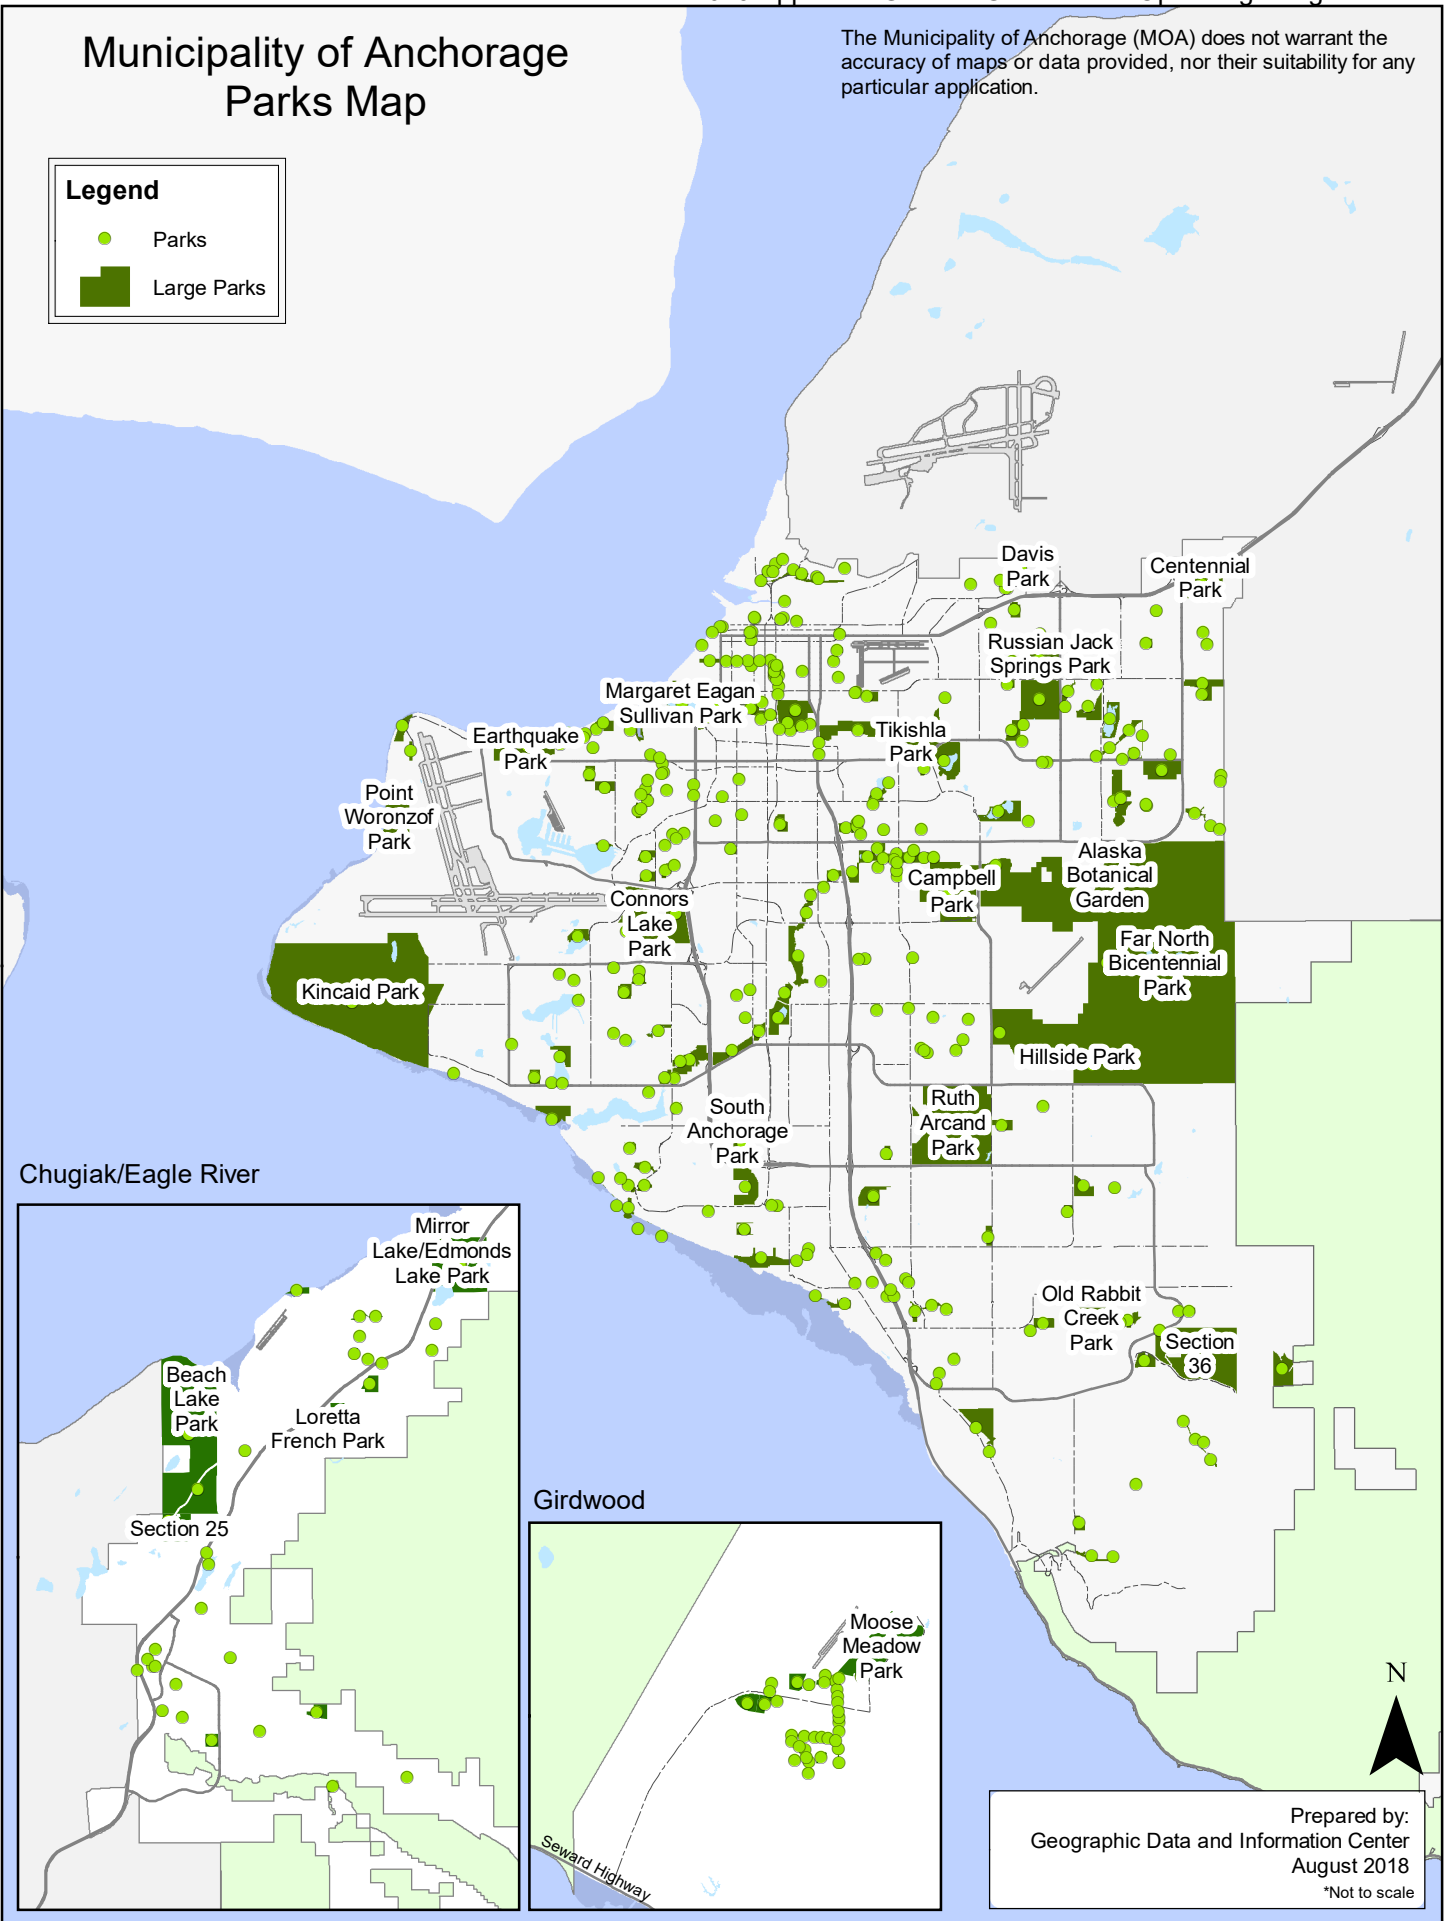 Municipality of Anchorage
Parks Map
The Municipality of Anchorage (MOA) does not warrant the
accuracy of maps or data provided, nor their suitability for any
particular application.
Legend
Parks
Large Parks
Davis
Park
Centennial
Park
Russian Jack
Springs Park
Margaret Eagan
Sullivan Park
Earthquake
Park
Tikishla
Park
Point
Woronzof
Park
Alaska
Botanical
Garden
Campbell
Park
Connors
Lake
Park
Far North
Bicentennial
Park
Kincaid Park
Hillside Park
Ruth
Arcand
Park
South
Anchorage
Park
Old Rabbit
Creek
Park
Section
36
Chugiak/Eagle River
Mirror
Lake/Edmonds
Lake Park
Beach
Lake
Park
Loretta
French Park
Section 25
Girdwood
Moose
Meadow
Park
Seward Highway
N
Prepared by:
Geographic Data and Information Center
August 2018
*Not to scale